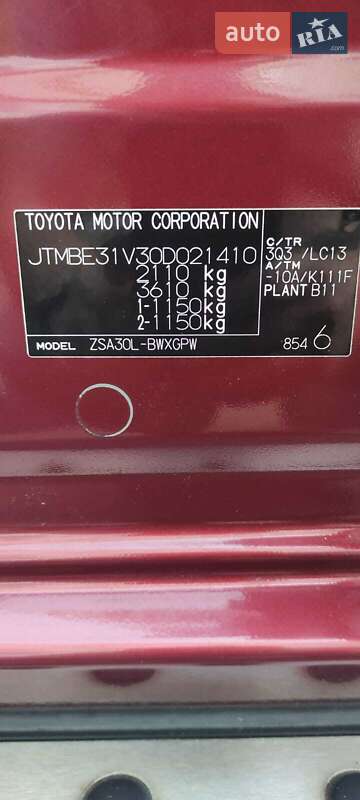 auto RIA.com
TOYOTA MOTOR CORPORATION
JTMBE31V30D021410
2110 kg
3610 kg
1-1150kg
2-1150kg
C/TR
3Q3 /LC13
A/TM
-10A/K111F
PLANT B11
MODEL ZSA30L-BWXGPW
854 6